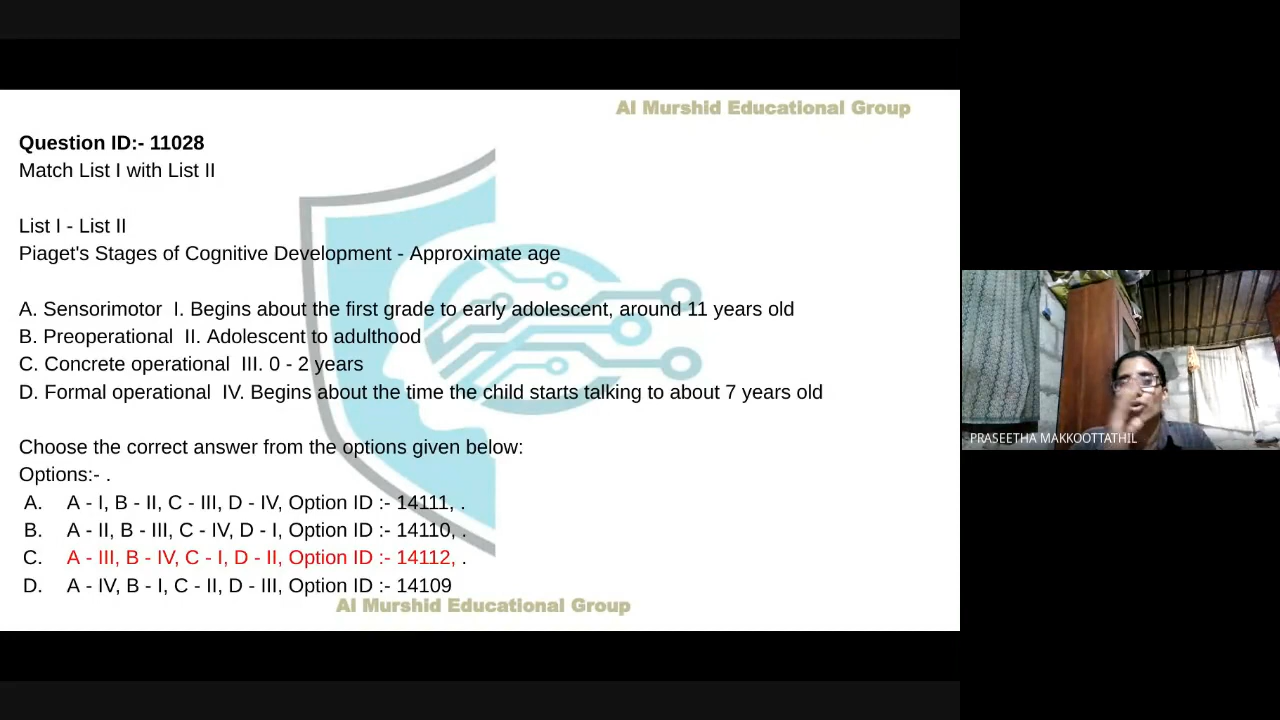 Al Murshid Educational Group
Question ID:- 11028
Match List I with List II
List I - List II
Piaget's Stages of Cognitive Development - Approximate age
A. Sensorimotor  I. Begins about the first grade to early adolescent, around 11 years old
B. Preoperational  II. Adolescent to adulthood
C. Concrete operational  III. 0 - 2 years
D. Formal operational  IV. Begins about the time the child starts talking to about 7 years old
Choose the correct answer from the options given below:
Options:- .
A. A - I, B - II, C - III, D - IV, Option ID :- 14111, .
B. A - II, B - III, C - IV, D - I, Option ID :- 14110, .
C. A - III, B - IV, C - I, D - II, Option ID :- 14112, .
D. A - IV, B - I, C - II, D - III, Option ID :- 14109
Al Murshid Educational Group
PRASEETHA MAKKOOTTATHIL